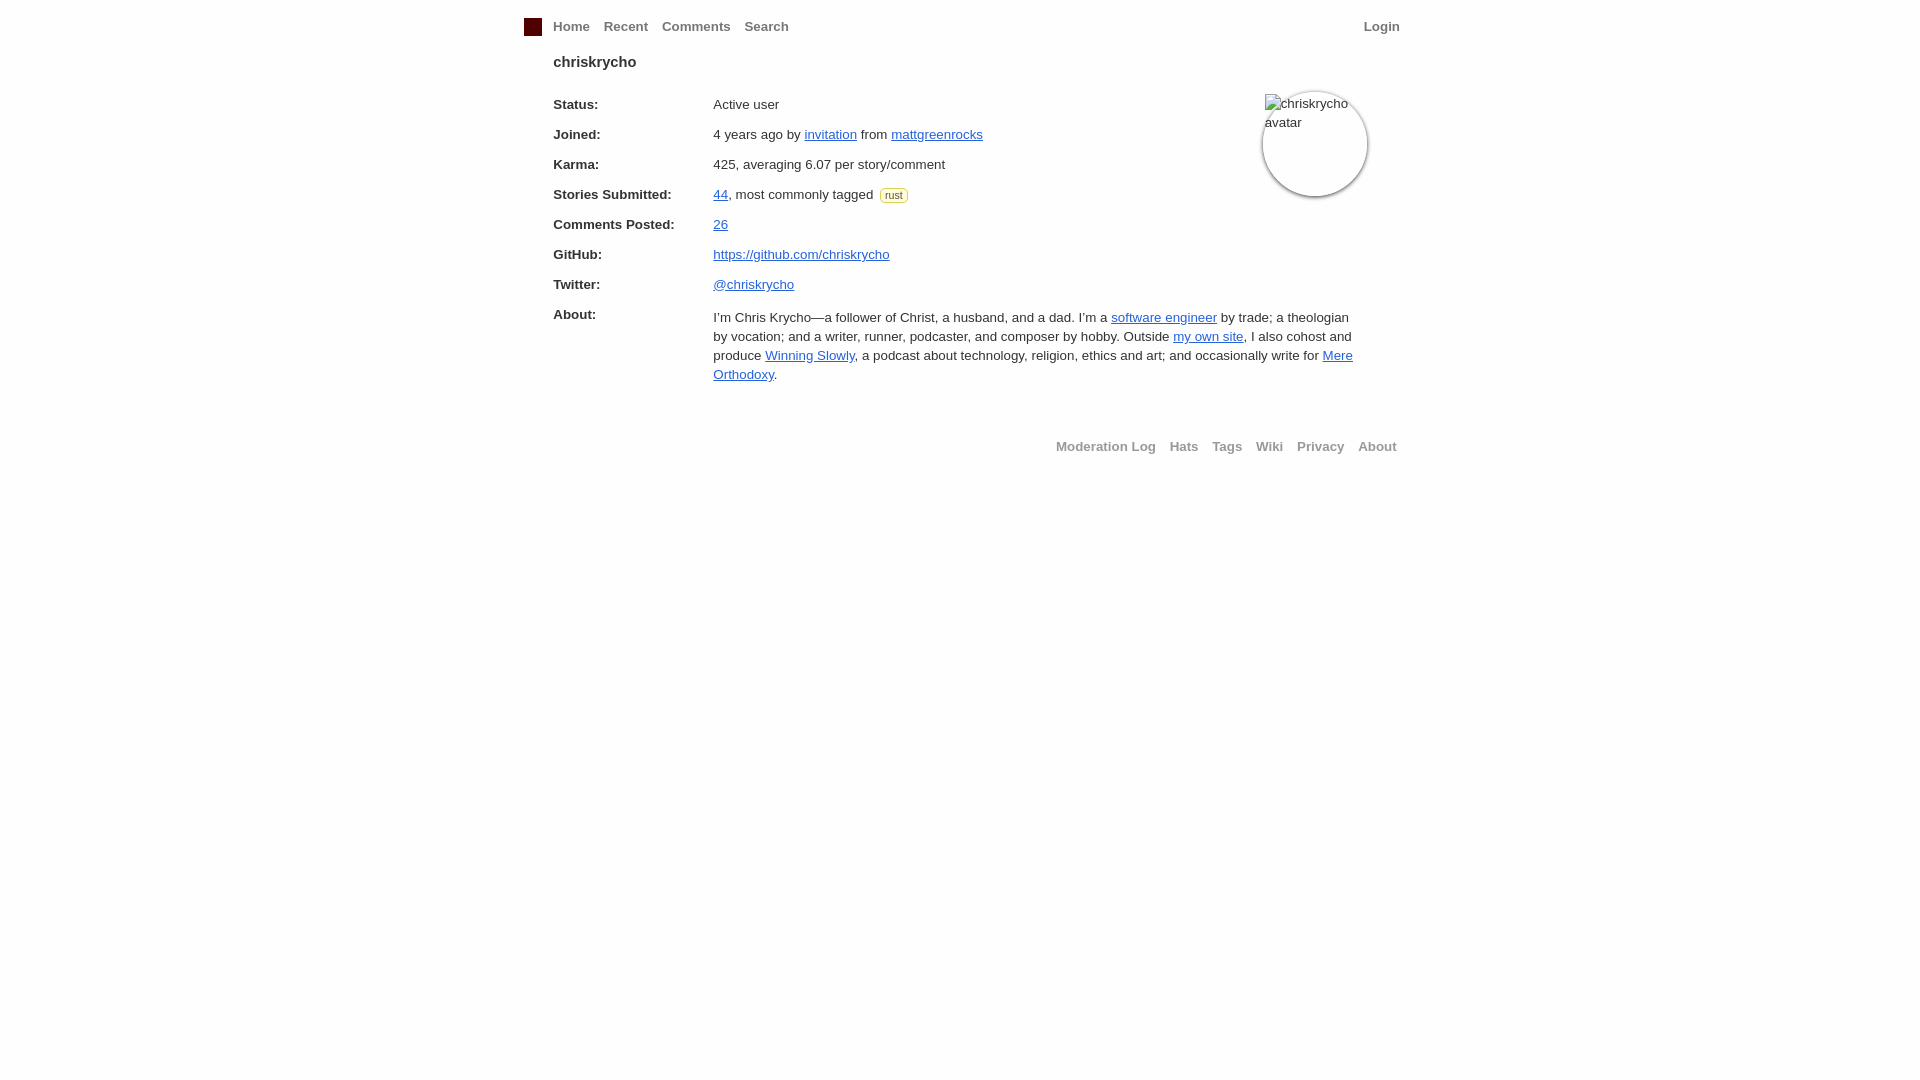 Home Recent Comments Search Login
chriskrycho
Status: Active user
chriskrycho
avatar
Joined: 4 years ago by invitation from mattgreenrocks
Karma: 425, averaging 6.07 per story/comment
Stories Submitted: 44, most commonly tagged rust
Comments Posted: 26
GitHub: https://github.com/chriskrycho
Twitter: @chriskrycho
About: I’m Chris Krycho—a follower of Christ, a husband, and a dad. I’m a software engineer by trade; a theologian
by vocation; and a writer, runner, podcaster, and composer by hobby. Outside my own site, I also cohost and
produce Winning Slowly, a podcast about technology, religion, ethics and art; and occasionally write for Mere
Orthodoxy.
Moderation Log Hats Tags Wiki Privacy About